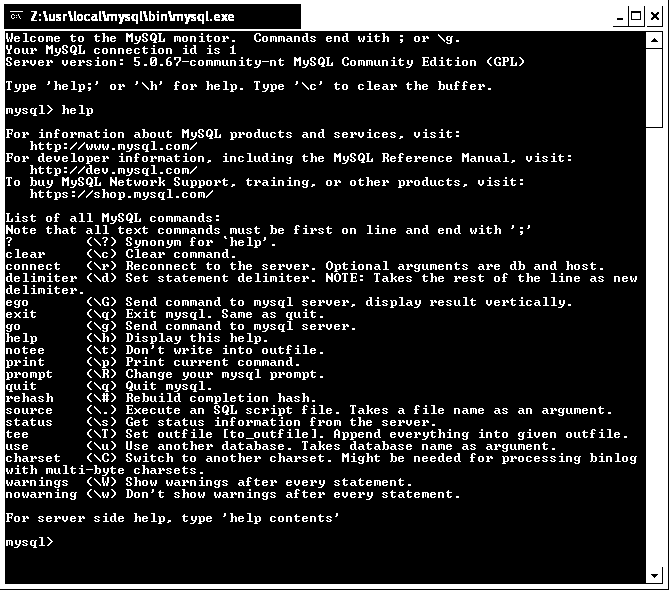 Z:\usr\local\mysql\bin\mysql.exe
Welcome to the MySQL monitor.  Commands end with ; or \g.
Your MySQL connection id is 1
Server version: 5.0.67-community-nt MySQL Community Edition (GPL)
Type 'help;' or '\h' for help. Type '\c' to clear the buffer.
mysql> help
For information about MySQL products and services, visit:
   http://www.mysql.com/
For developer information, including the MySQL Reference Manual, visit:
   http://dev.mysql.com/
To buy MySQL Network Support, training, or other products, visit:
   https://shop.mysql.com/
List of all MySQL commands:
Note that all text commands must be first on line and end with ';'
?         (\?) Synonym for `help'.
clear     (\c) Clear command.
connect   (\r) Reconnect to the server. Optional arguments are db and host.
delimiter (\d) Set statement delimiter. NOTE: Takes the rest of the line as new
delimiter.
ego       (\G) Send command to mysql server, display result vertically.
exit      (\q) Exit mysql. Same as quit.
go        (\g) Send command to mysql server.
help      (\h) Display this help.
notee     (\t) Don't write into outfile.
print     (\p) Print current command.
prompt    (\R) Change your mysql prompt.
quit      (\q) Quit mysql.
rehash    (\#) Rebuild completion hash.
source    (\.) Execute an SQL script file. Takes a file name as an argument.
status    (\s) Get status information from the server.
tee       (\T) Set outfile [to_outfile]. Append everything into given outfile.
use       (\u) Use another database. Takes database name as argument.
charset   (\C) Switch to another charset. Might be needed for processing binlog
with multi-byte charsets.
warnings  (\W) Show warnings after every statement.
nowarning (\w) Don't show warnings after every statement.
For server side help, type 'help contents'
mysql>